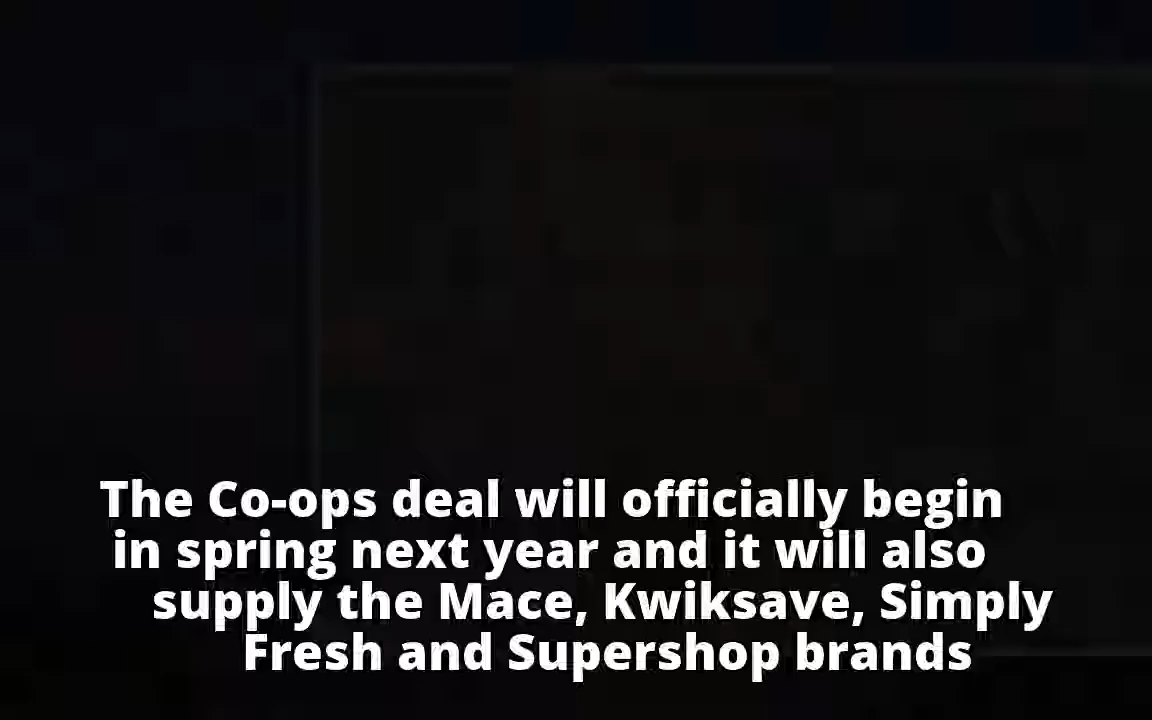 The Co-ops deal will officially begin
in spring next year and it will also
supply the Mace, Kwiksave, Simply
Fresh and Supershop brands